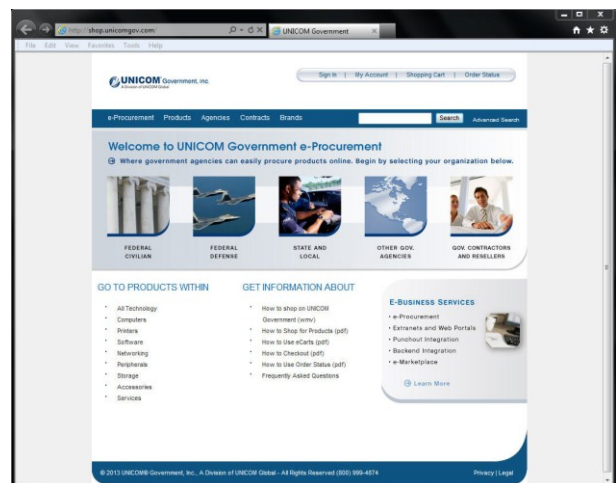 http://shop.unicomgov.com/
UNICOM Government
File Edit View Favorites Tools Help
UNICOM Government, Inc.
A Division of UNICOM Global
Sign In | My Account | Shopping Cart | Order Status
e-Procurement Products Agencies Contracts Brands Search Advanced Search
Welcome to UNICOM Government e-Procurement
Where government agencies can easily procure products online. Begin by selecting your organization below.
FEDERAL CIVILIAN
FEDERAL DEFENSE
STATE AND LOCAL
OTHER GOV. AGENCIES
GOV. CONTRACTORS AND RESELLERS
GO TO PRODUCTS WITHIN
All Technology
Computers
Printers
Software
Networking
Peripherals
Storage
Accessories
Services
GET INFORMATION ABOUT
How to shop on UNICOM
Government (wmv)
How to Shop for Products (pdf)
How to Use eCarts (pdf)
How to Checkout (pdf)
How to Use Order Status (pdf)
Frequently Asked Questions
E-BUSINESS SERVICES
• e-Procurement
• Extranets and Web Portals
• Punchout Integration
• Backend Integration
• e-Marketplace
Learn More
© 2013 UNICOM® Government, Inc., A Division of UNICOM Global - All Rights Reserved (800) 999-4874
Privacy | Legal